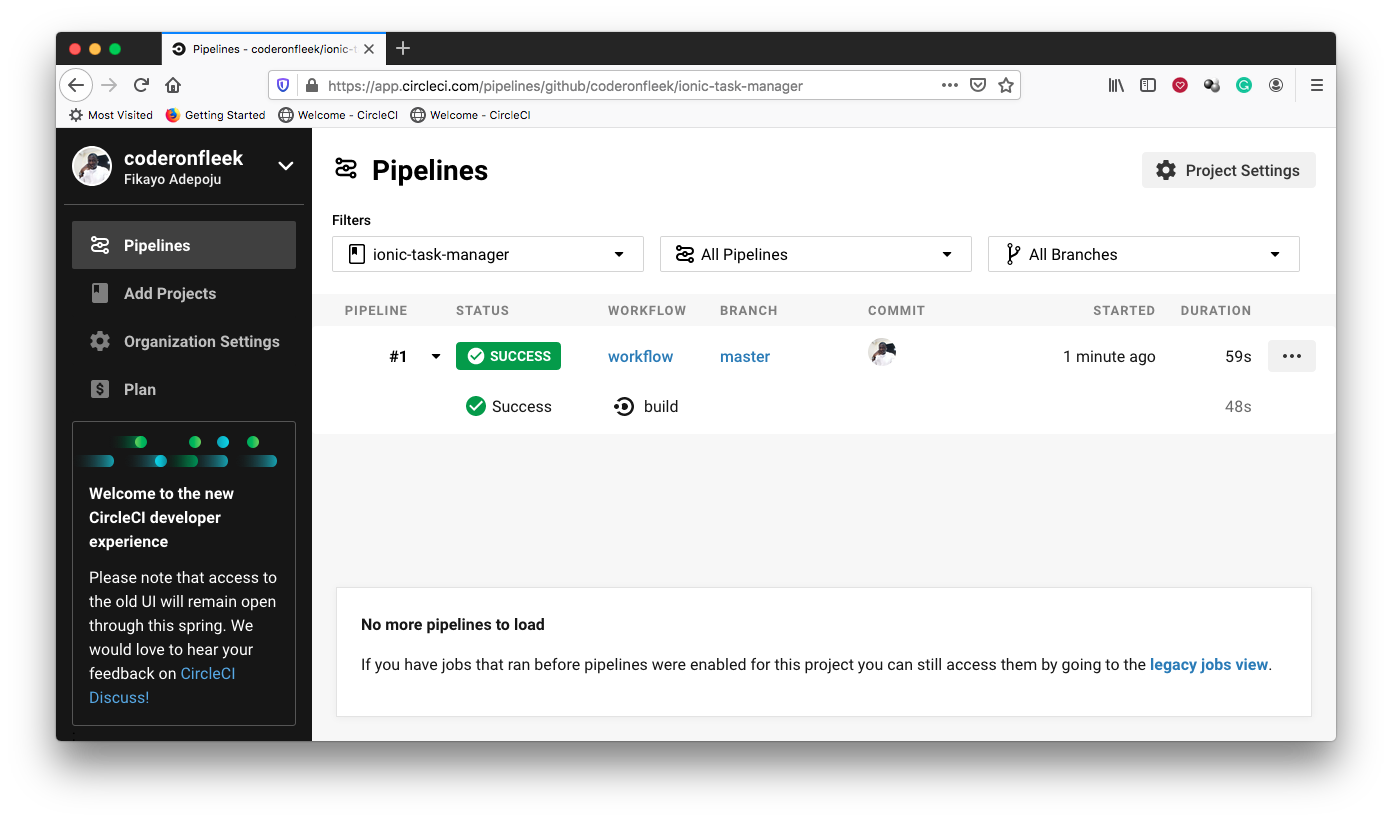 Pipelines - coderonfleek/ionic-t
https://app.circleci.com/pipelines/github/coderonfleek/ionic-task-manager
Most Visited Getting Started Welcome - CircleCI Welcome - CircleCI
coderonfleek
Fikayo Adepoju
Pipelines
Add Projects
Organization Settings
Plan
Welcome to the new
CircleCI developer
experience
Please note that access to
the old UI will remain open
through this spring. We
would love to hear your
feedback on CircleCI
Discuss!
Pipelines
Project Settings
Filters
ionic-task-manager All Pipelines All Branches
PIPELINE STATUS WORKFLOW BRANCH COMMIT STARTED DURATION
#1 SUCCESS workflow master 1 minute ago 59s
Success build 48s
No more pipelines to load
If you have jobs that ran before pipelines were enabled for this project you can still access them by going to the legacy jobs view.